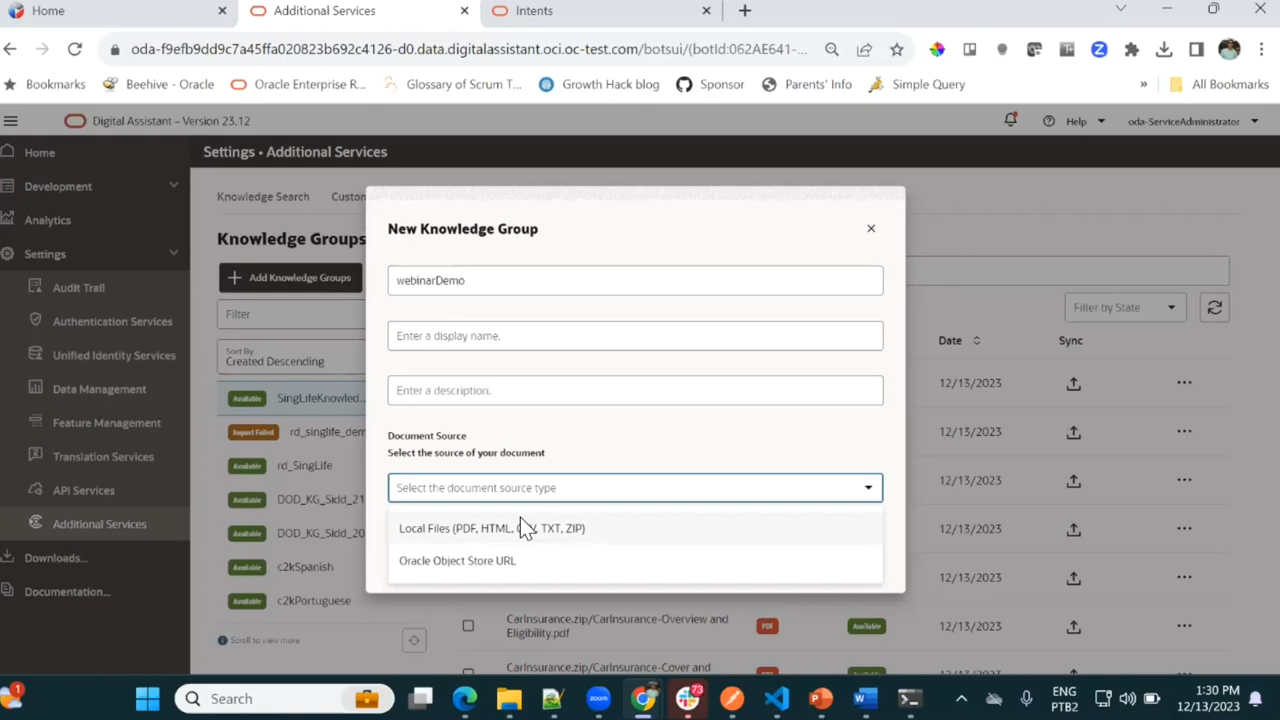 Home
Additional Services
Intents
oda-f9efb9dd9c7a45ffa020823b692c4126-d0.data.digitalassistant.oci.oc-test.com/botsui/(botId:062AE641-...
Bookmarks
Beehive - Oracle
Oracle Enterprise R...
Glossary of Scrum T...
Growth Hack blog
Sponsor
Parents' Info
Simple Query
»
All Bookmarks
Digital Assistant – Version 23.12
Help
oda-ServiceAdministrator
Home
Development
Analytics
Settings
Audit Trail
Authentication Services
Unified Identity Services
Data Management
Feature Management
Translation Services
API Services
Additional Services
Downloads...
Documentation...
Settings • Additional Services
Knowledge Search
Custom
Knowledge Groups
Add Knowledge Groups
Filter
Sort By
Created Descending
Available SingLifeKnowled...
Import Failed rd_singlife_dem
Available rd_SingLife
Available DOD_KG_Sidd_21
Available DOD_KG_Sidd_20
Available c2kSpanish
Available c2kPortuguese
Scroll to view more
New Knowledge Group
webinarDemo
Enter a display name.
Enter a description.
Document Source
Select the source of your document
Select the document source type
Local Files (PDF, HTML, TXT, ZIP)
Oracle Object Store URL
Filter by State
Date
Sync
12/13/2023
12/13/2023
12/13/2023
12/13/2023
12/13/2023
CarInsurance.zip/CarInsurance-Overview and
Eligibility.pdf
PDF
Available
12/13/2023
CarInsurance.zip/CarInsurance-Cover and
1
Search
zoom
73
ENG
PTB2
1:30 PM
12/13/2023